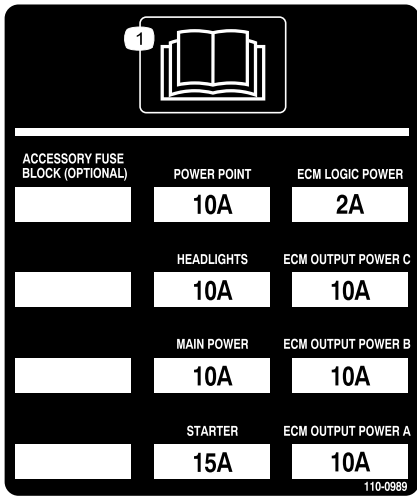 1
ACCESSORY FUSE
BLOCK (OPTIONAL)
POWER POINT
ECM LOGIC POWER
10A
2A
HEADLIGHTS
ECM OUTPUT POWER C
10A
10A
MAIN POWER
ECM OUTPUT POWER B
10A
10A
STARTER
ECM OUTPUT POWER A
15A
10A
110-0989